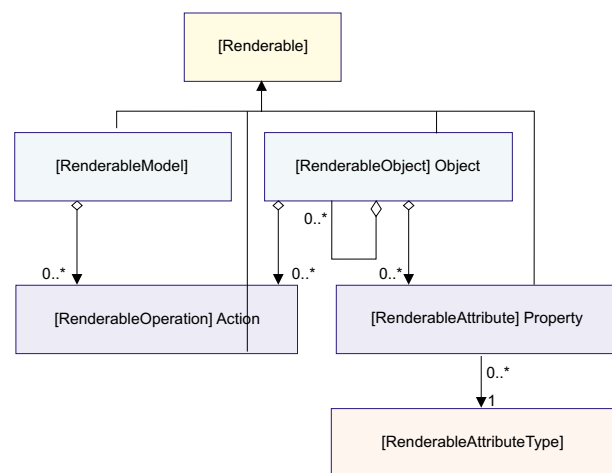 [Renderable]
[RenderableModel]
[RenderableObject] Object
0..*
0..*
0..*
0..*
[RenderableOperation] Action
[RenderableAttribute] Property
0..*
1
[RenderableAttributeType]